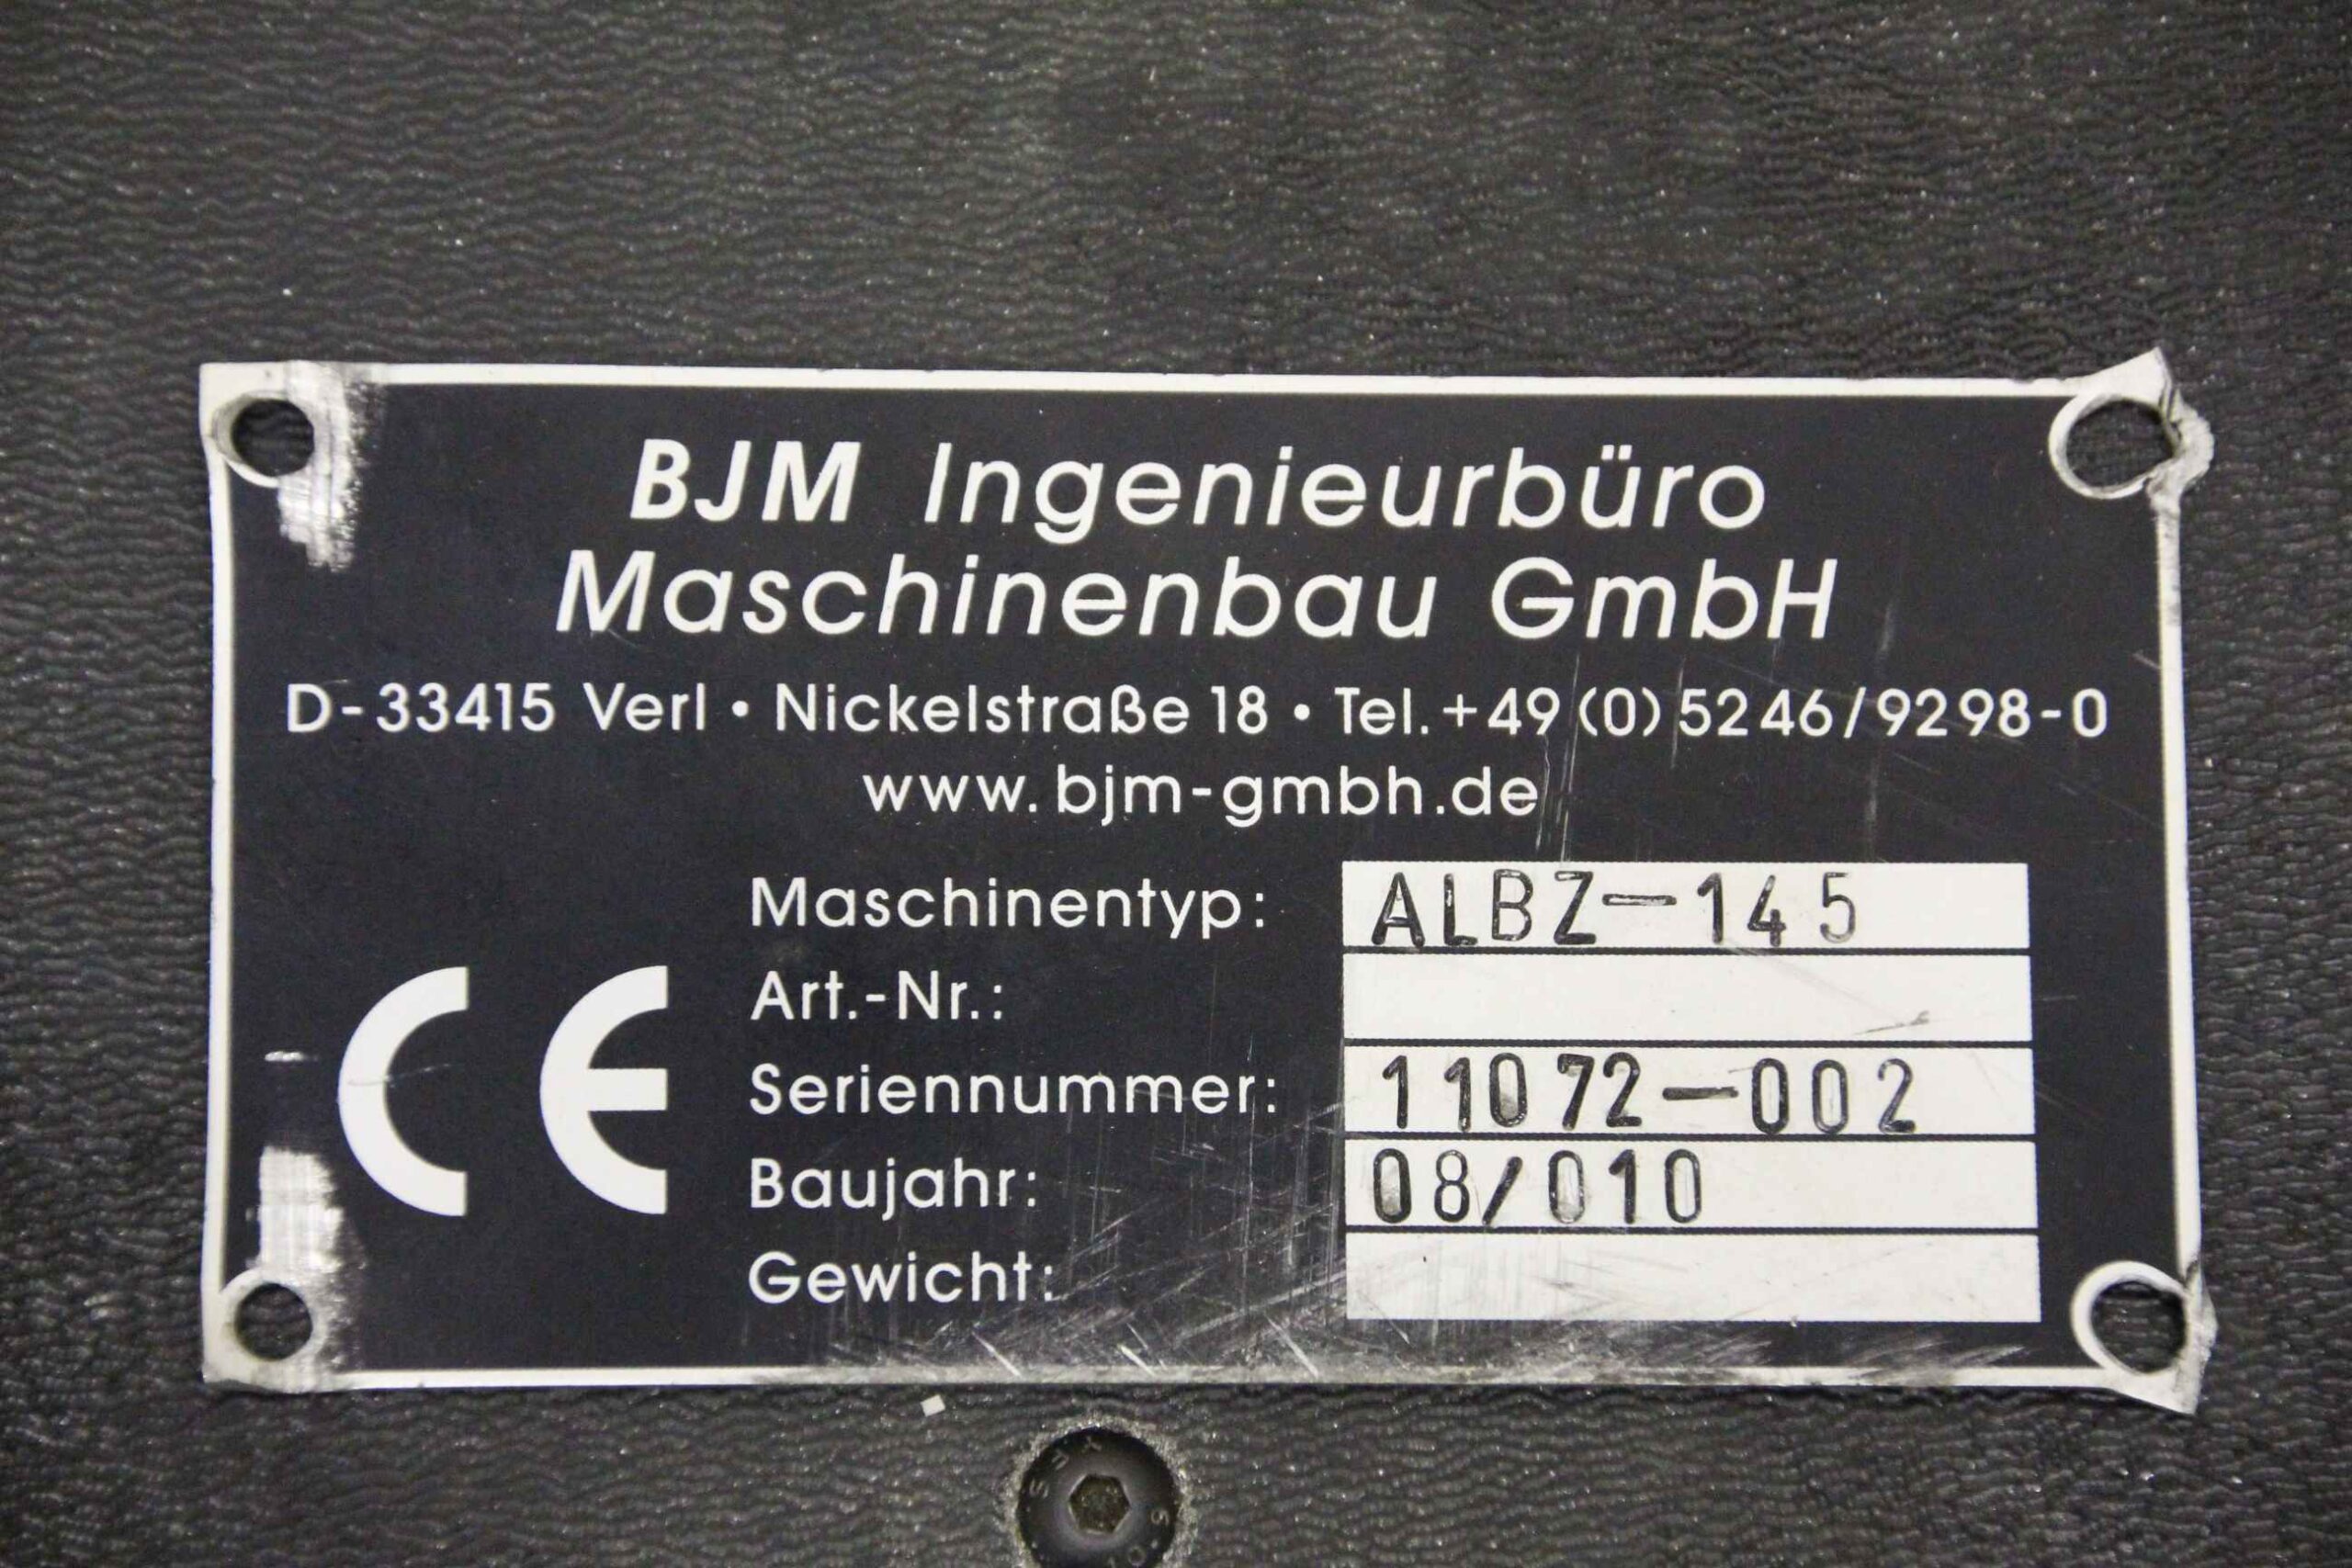 BJM Ingenieurbüro
Maschinenbau GmbH
D-33415 Verl • Nickelstraße 18 • Tel. +49 (0) 5246/9298-0
www.bjm-gmbh.de
Maschinentyp: ALBZ-145
Art.-Nr.:
Seriennummer: 11072-002
Baujahr: 08/010
Gewicht:
CE